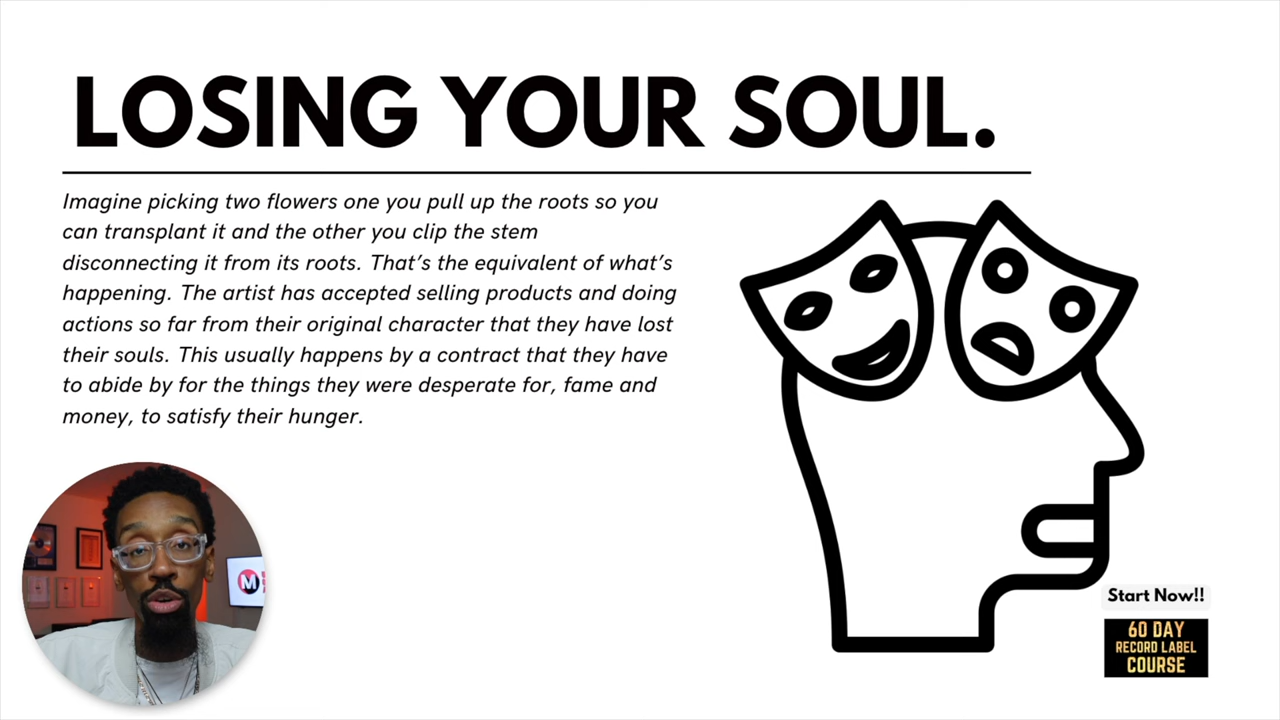 LOSING YOUR SOUL.
Imagine picking two flowers one you pull up the roots so you
can transplant it and the other you clip the stem
disconnecting it from its roots. That’s the equivalent of what’s
happening. The artist has accepted selling products and doing
actions so far from their original character that they have lost
their souls. This usually happens by a contract that they have
to abide by for the things they were desperate for, fame and
money, to satisfy their hunger.
M
Start Now!!
60 DAY
RECORD LABEL
COURSE